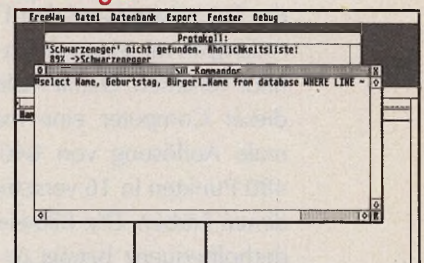 FreeWay Datei Datenbank Export Fenster Debug
Protokoll:
'Schwarzeneger' nicht gefunden. Ähnlichkeitsliste!
89% ->Schwarzenegger
SQL-Kommandos
select Name, Geburtstag, Bürgerl_Name from database WHERE LINE ~